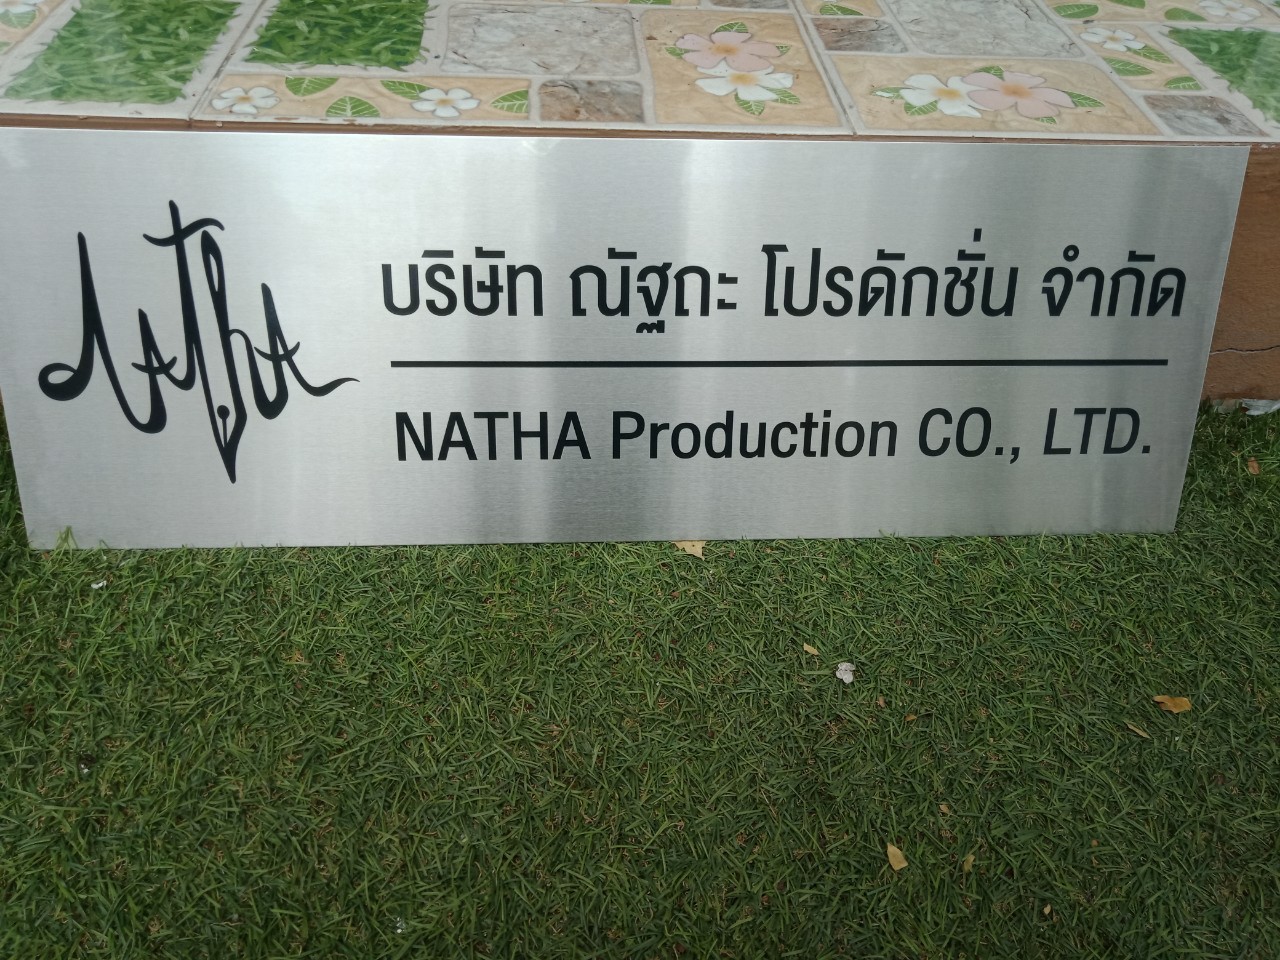 NATHA
บริษัท ณัฐถะ โปรดักชั่น จำกัด
NATHA Production CO., LTD.